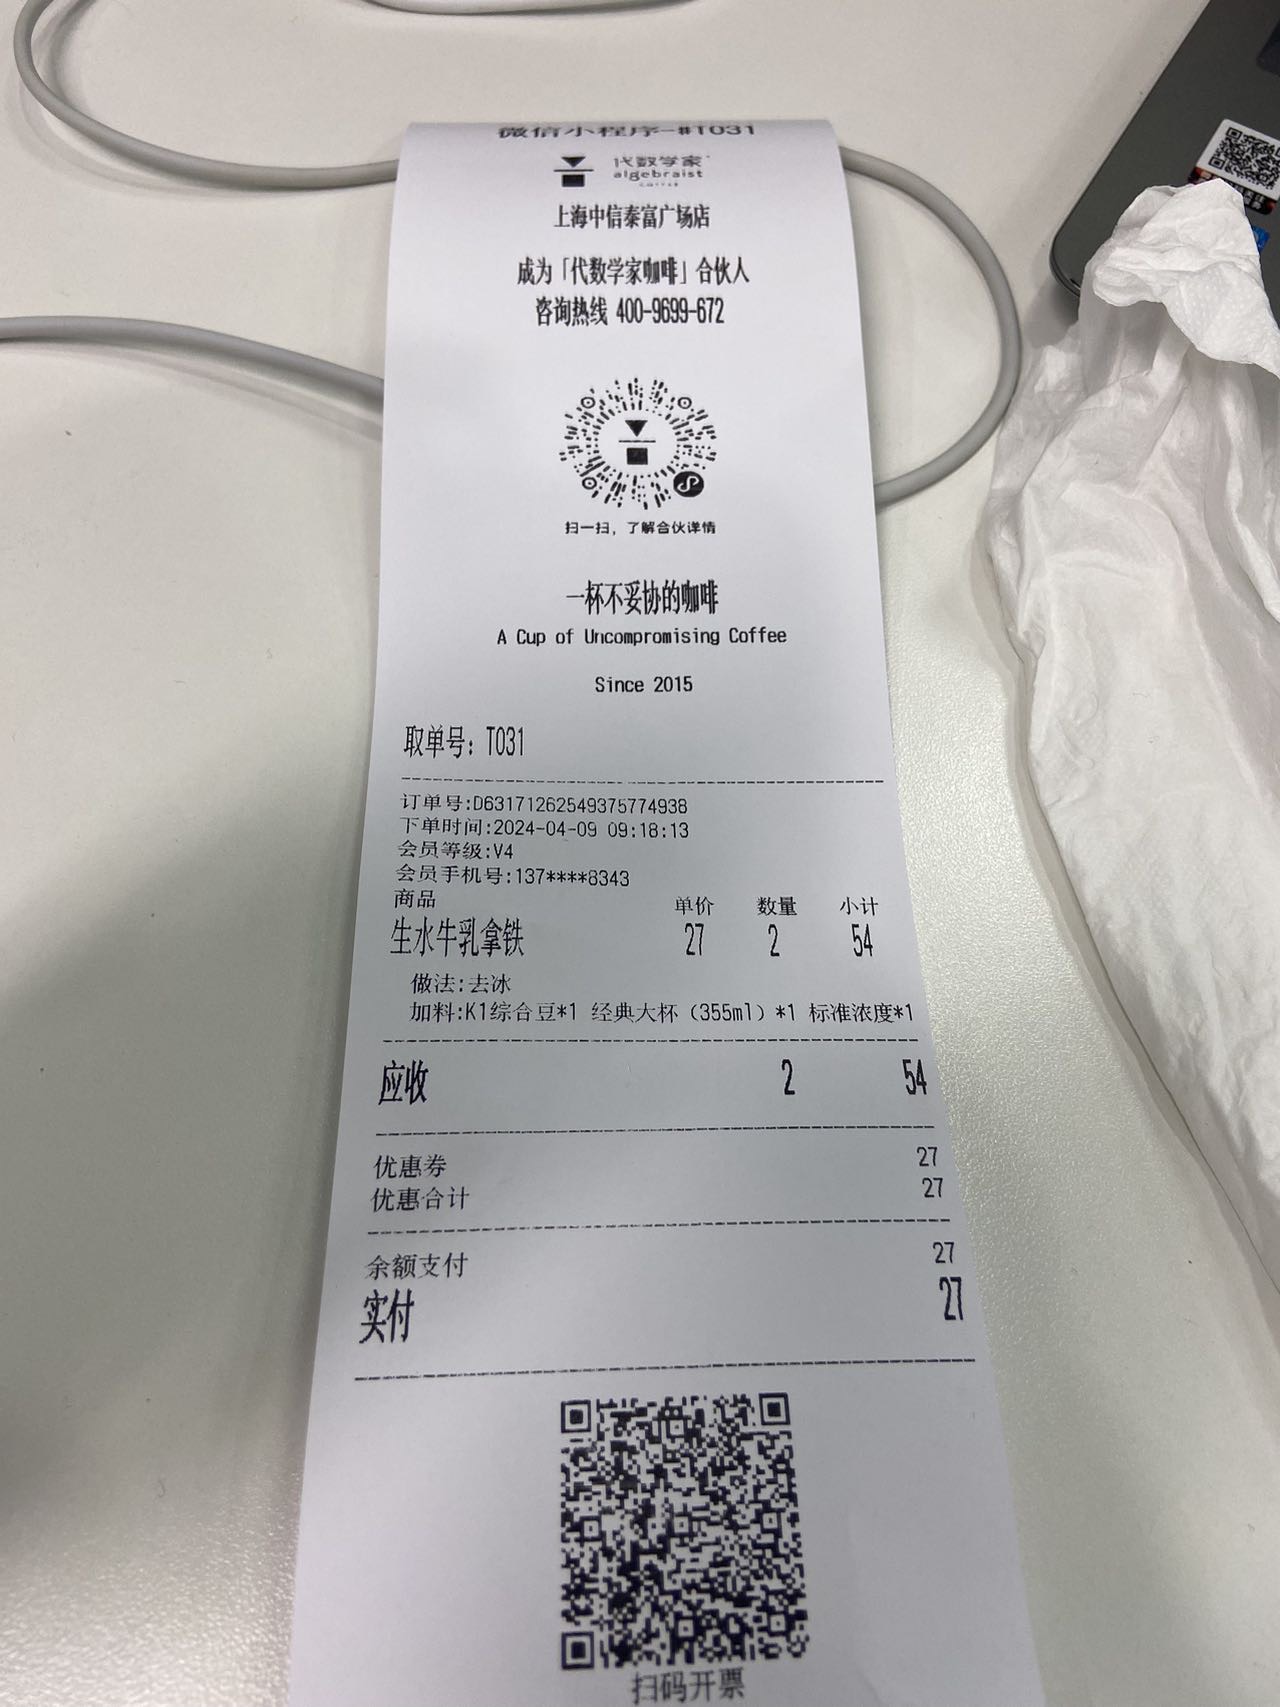 微信小程序-#T031
代数学家
algebraist
COFFEE
上海中信泰富广场店
成为「代数学家咖啡」合伙人
咨询热线 400-9699-672
扫一扫，了解合伙详情
一杯不妥协的咖啡
A Cup of Uncompromising Coffee
Since 2015
取单号: T031
订单号:D631712625493757​74938
下单时间:2024-04-09 09:18:13
会员等级:V4
会员手机号:137****8343
商品 单价 数量 小计
生水牛乳拿铁 27 2 54
做法:去冰
加料:K1综合豆*1 经典大杯（355ml）*1 标准浓度*1
应收 2 54
优惠券 27
优惠合计 27
余额支付 27
实付 27
扫码开票